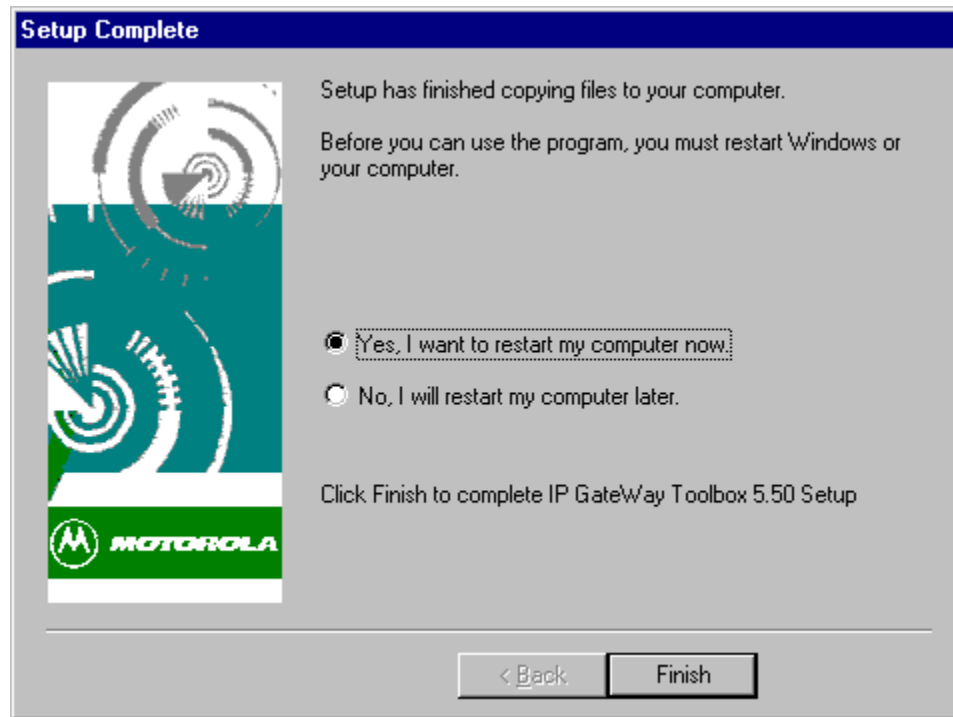 Setup Complete
Setup has finished copying files to your computer.
Before you can use the program, you must restart Windows or
your computer.
Yes, I want to restart my computer now.
No, I will restart my computer later.
Click Finish to complete IP GateWay Toolbox 5.50 Setup
MOTOROLA
< Back
Finish